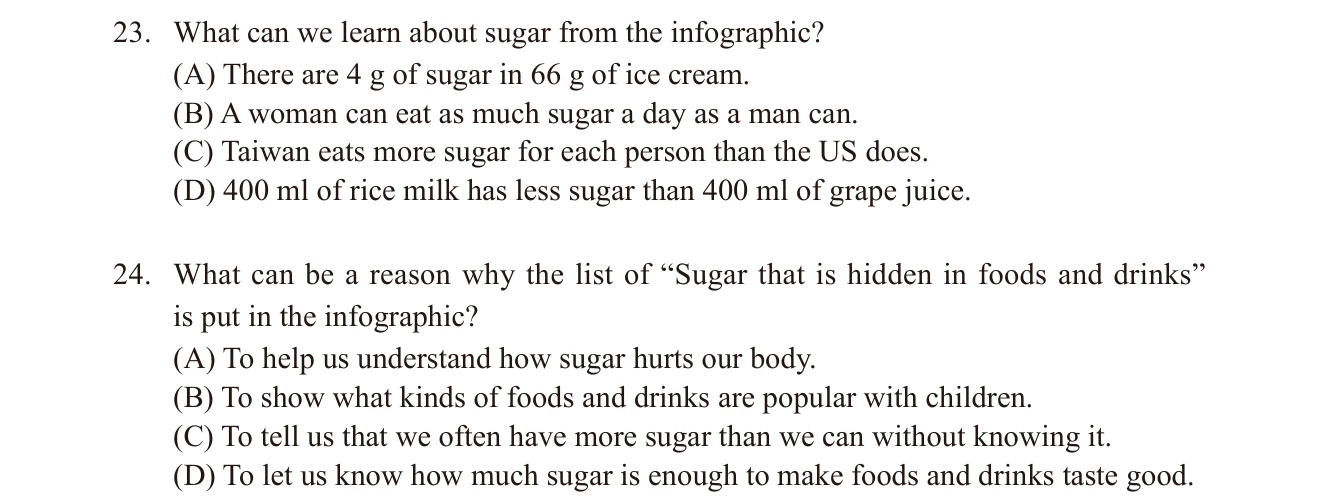 23. What can we learn about sugar from the infographic?
(A) There are 4 g of sugar in 66 g of ice cream.
(B) A woman can eat as much sugar a day as a man can.
(C) Taiwan eats more sugar for each person than the US does.
(D) 400 ml of rice milk has less sugar than 400 ml of grape juice.
24. What can be a reason why the list of “Sugar that is hidden in foods and drinks”
is put in the infographic?
(A) To help us understand how sugar hurts our body.
(B) To show what kinds of foods and drinks are popular with children.
(C) To tell us that we often have more sugar than we can without knowing it.
(D) To let us know how much sugar is enough to make foods and drinks taste good.